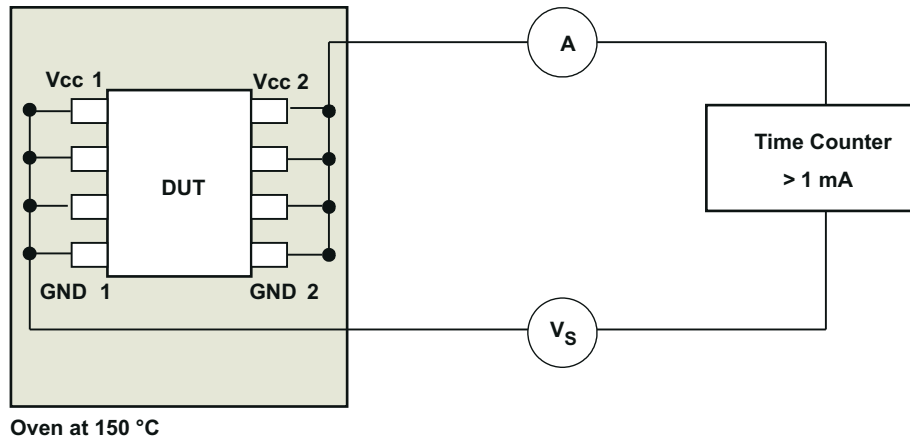 A
Vcc 1
Vcc 2
Time Counter
> 1 mA
DUT
GND 1
GND 2
VS
Oven at 150 °C